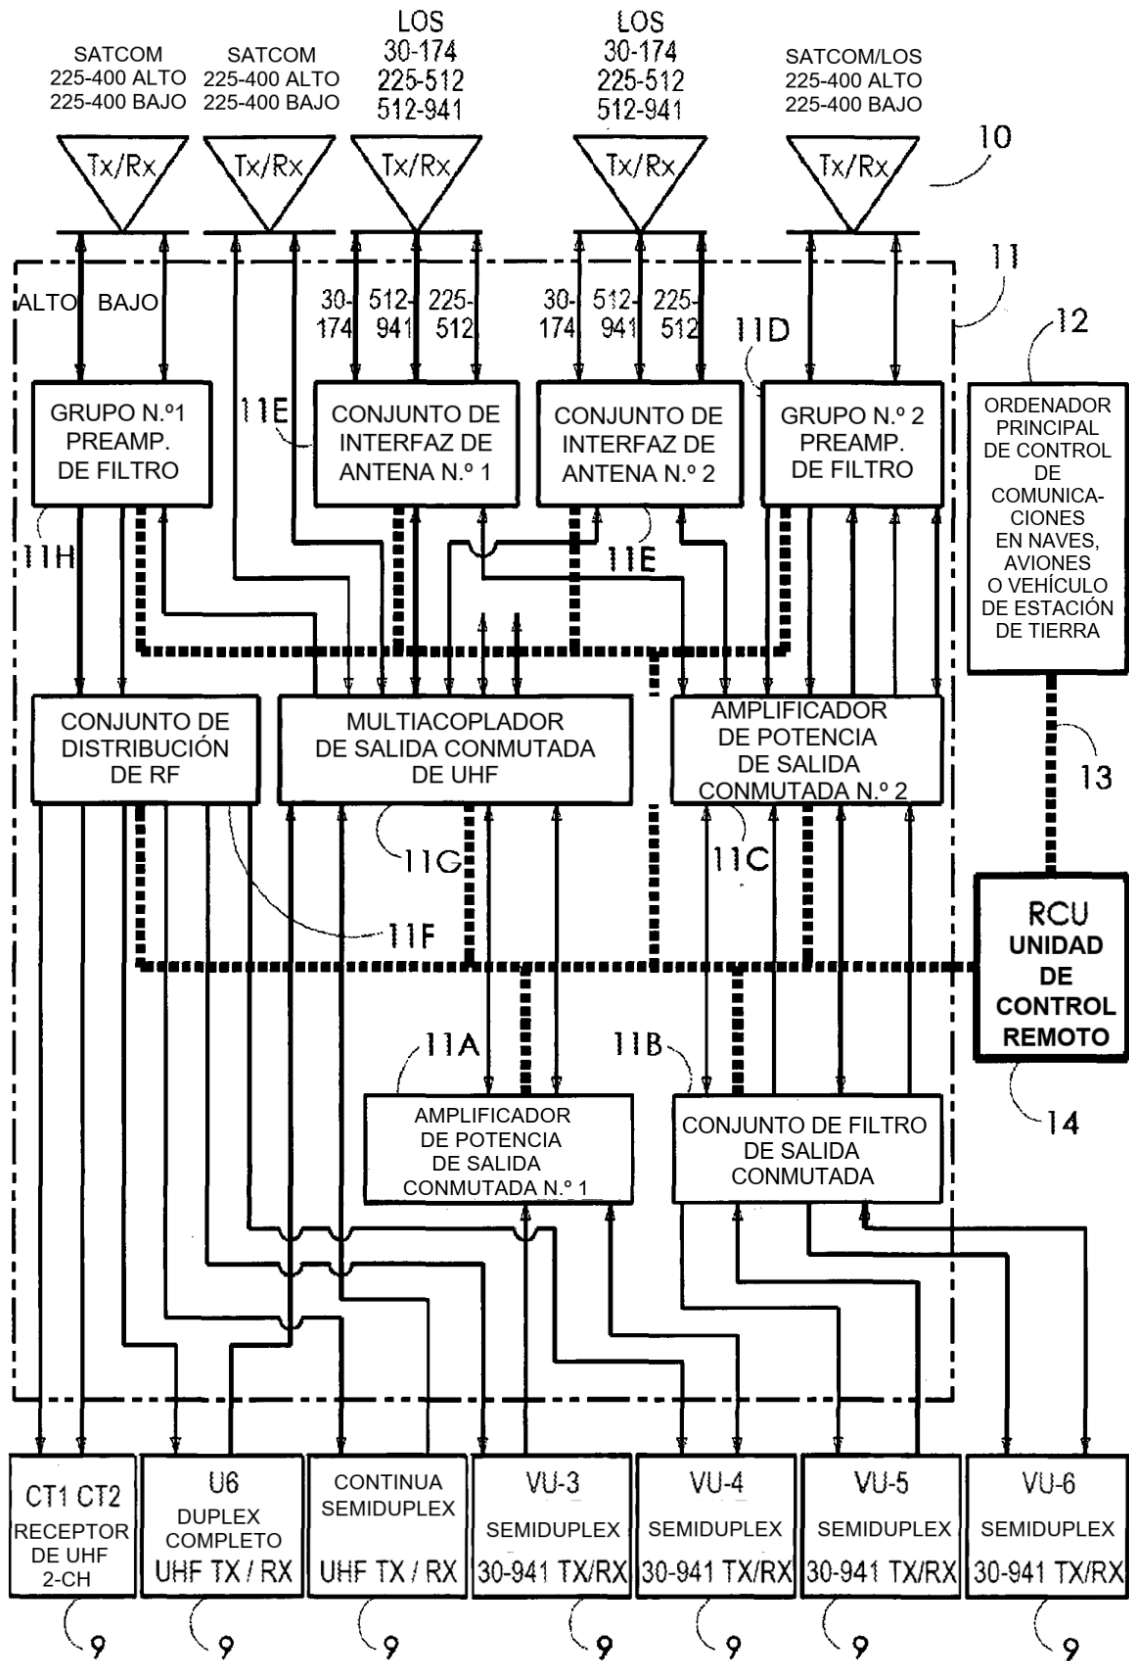 SATCOM
225-400 ALTO
225-400 BAJO
SATCOM
225-400 ALTO
225-400 BAJO
LOS
30-174
225-512
512-941
LOS
30-174
225-512
512-941
SATCOM/LOS
225-400 ALTO
225-400 BAJO
Tx/Rx
Tx/Rx
Tx/Rx
Tx/Rx
Tx/Rx
10
11
ALTO
BAJO
30-
174
512-
941
225-
512
30-
174
512-
941
225-
512
11D
12
GRUPO N.º1
PREAMP.
DE FILTRO
11E
CONJUNTO DE
INTERFAZ DE
ANTENA N.º 1
CONJUNTO DE
INTERFAZ DE
ANTENA N.º 2
GRUPO N.º 2
PREAMP.
DE FILTRO
ORDENADOR
PRINCIPAL
DE CONTROL
DE
COMUNICA-
CIONES
EN NAVES,
AVIONES
O VEHÍCULO
DE ESTACIÓN
DE TIERRA
11H
11E
CONJUNTO DE
DISTRIBUCIÓN
DE RF
MULTIACOPLADOR
DE SALIDA CONMUTADA
DE UHF
AMPLIFICADOR
DE POTENCIA
DE SALIDA
CONMUTADA N.º 2
13
11G
11C
11F
RCU
UNIDAD
DE
CONTROL
REMOTO
11A
11B
14
AMPLIFICADOR
DE POTENCIA
DE SALIDA
CONMUTADA N.º 1
CONJUNTO DE FILTRO
DE SALIDA
CONMUTADA
CT1 CT2
RECEPTOR
DE UHF
2-CH
U6
DUPLEX
COMPLETO
UHF TX / RX
CONTINUA
SEMIDUPLEX
UHF TX / RX
VU-3
SEMIDUPLEX
30-941 TX/RX
VU-4
SEMIDUPLEX
30-941 TX/RX
VU-5
SEMIDUPLEX
30-941 TX/RX
VU-6
SEMIDUPLEX
30-941 TX/RX
9
9
9
9
9
9
9